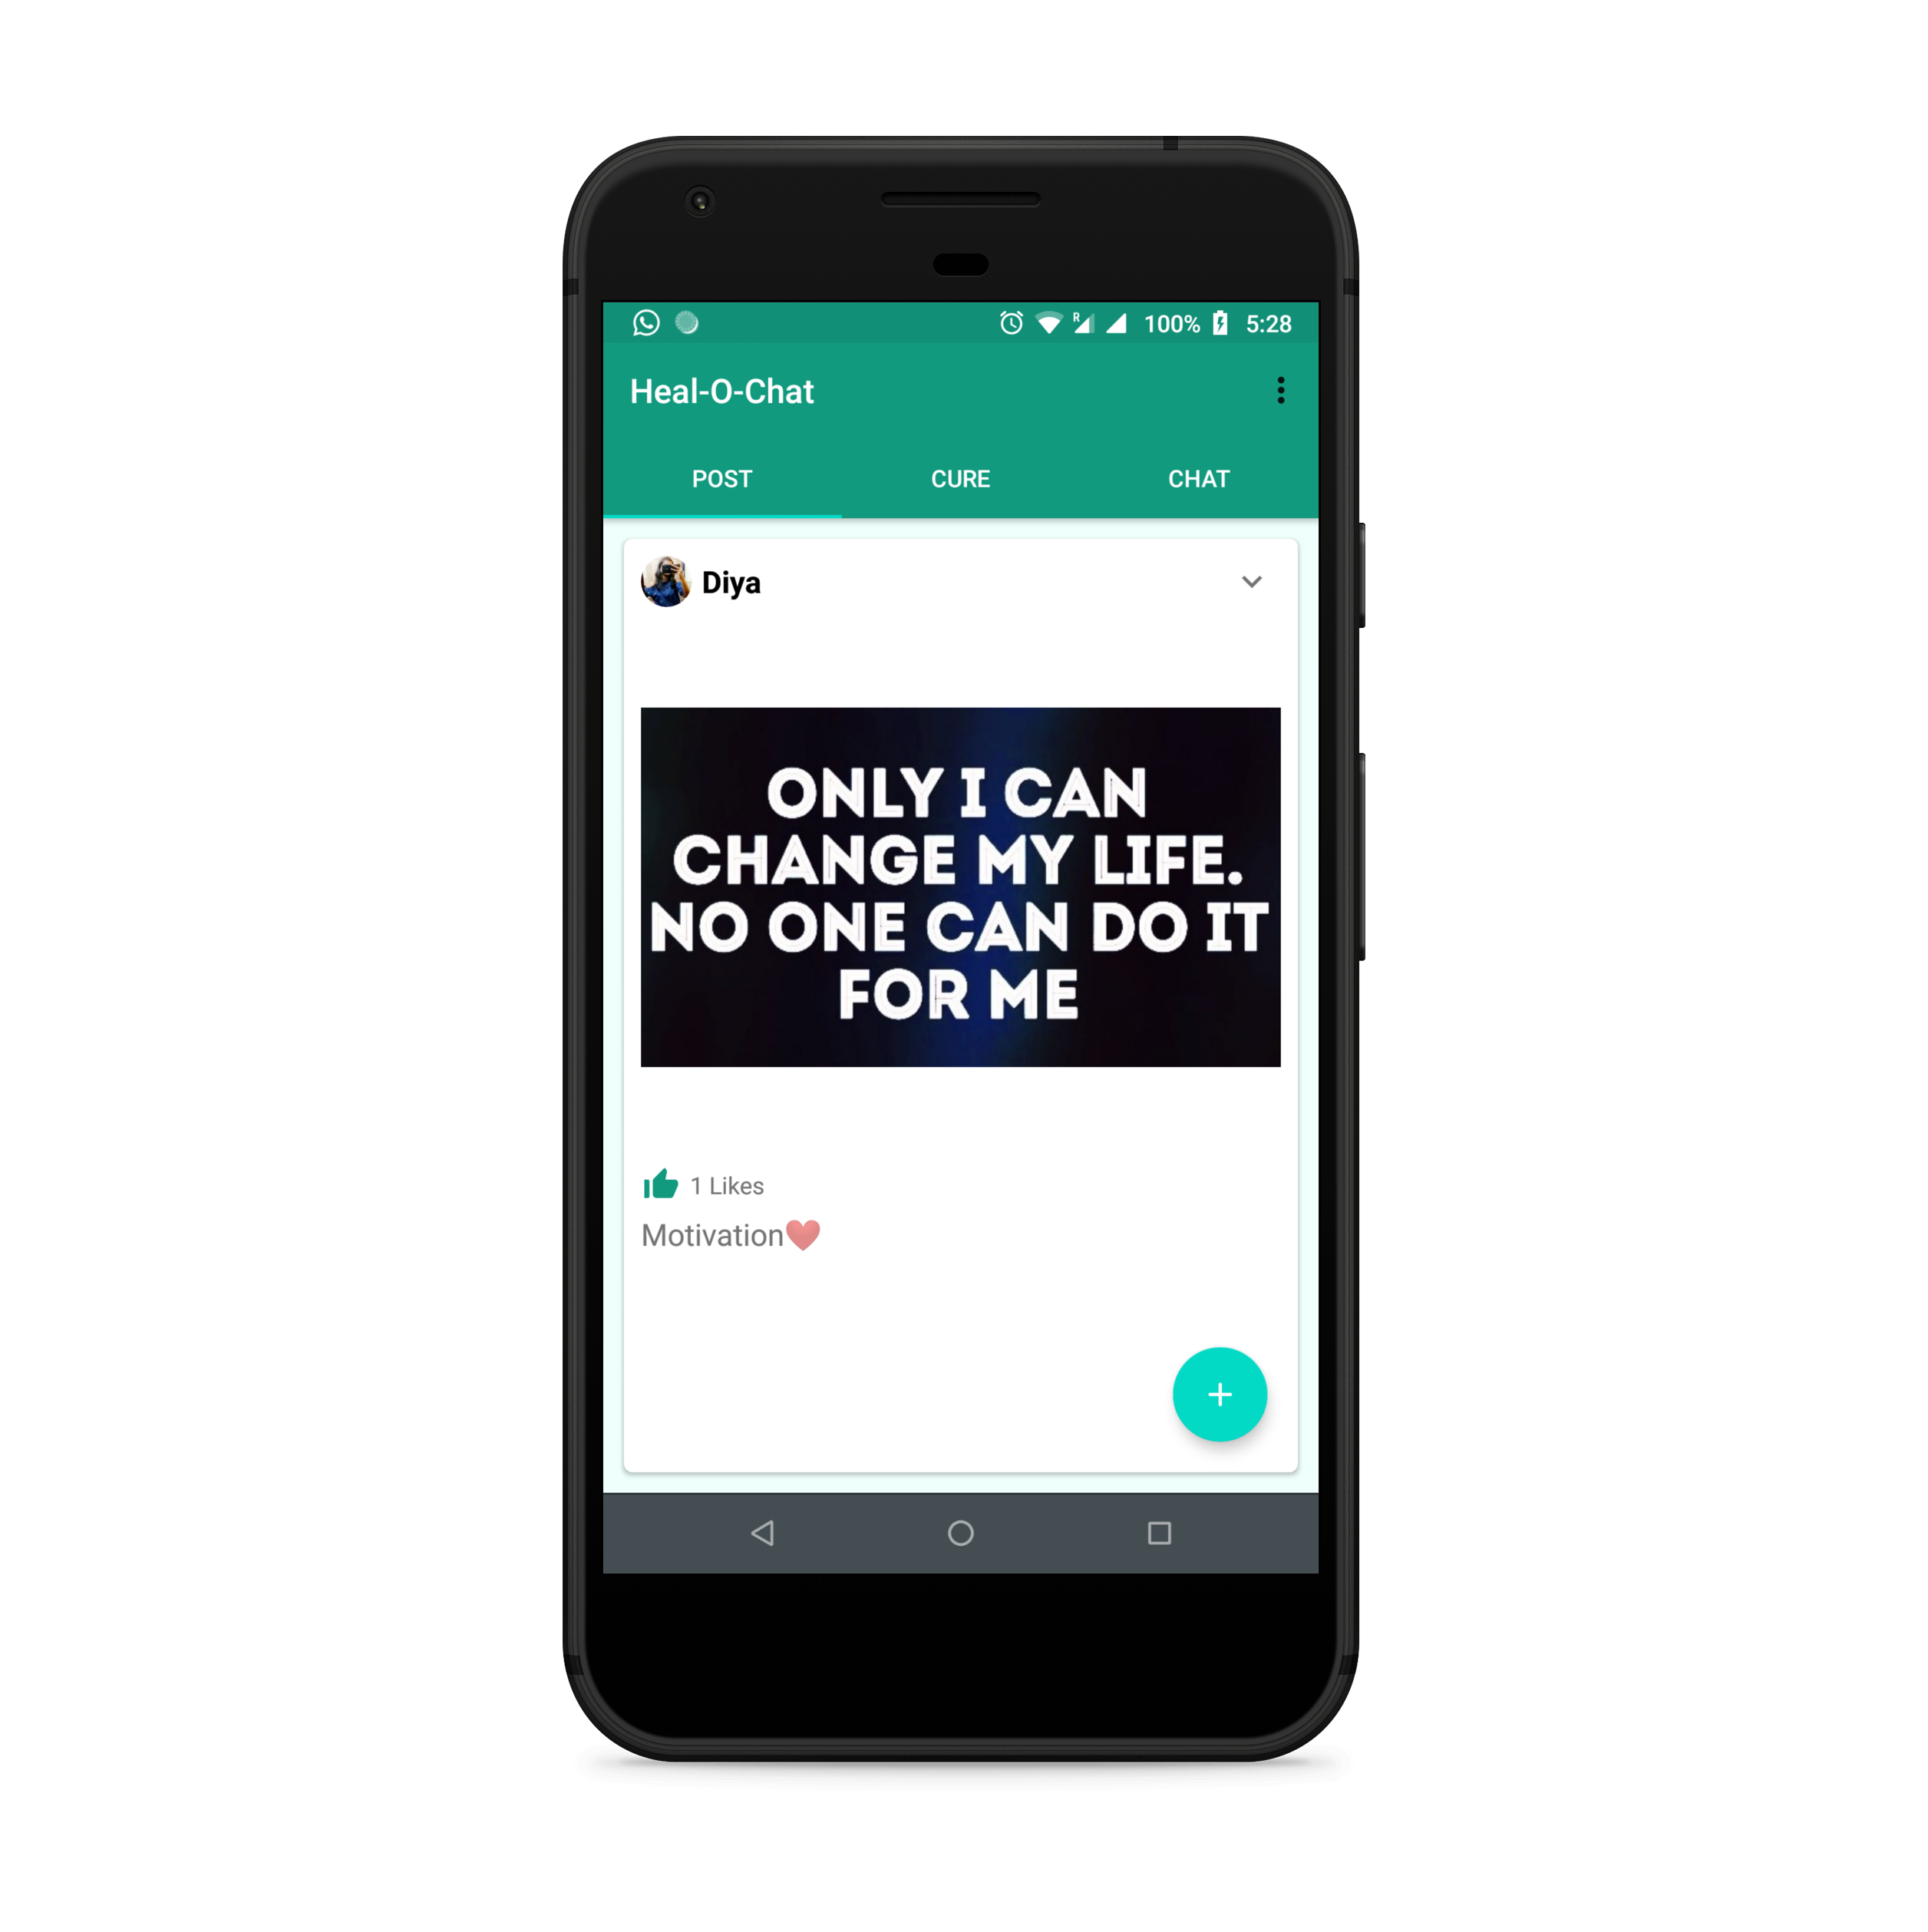 R 100% 5:28
Heal-O-Chat
POST CURE CHAT
Diya
ONLY I CAN
CHANGE MY LIFE.
NO ONE CAN DO IT
FOR ME
1 Likes
Motivation❤